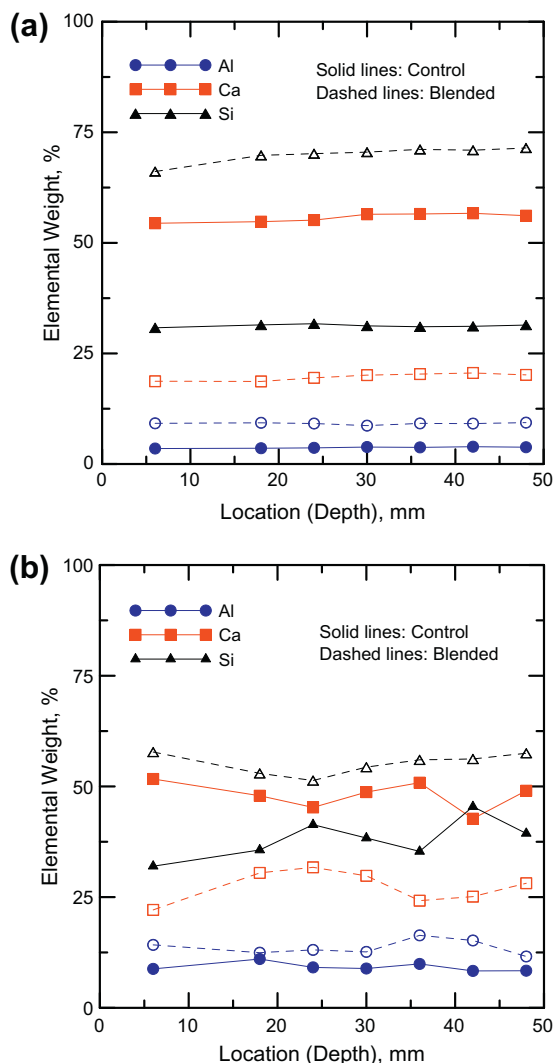 (a)
100
75
50
25
0
Elemental Weight, %
Al
Ca
Si
Solid lines: Control
Dashed lines: Blended
0 10 20 30 40 50
Location (Depth), mm
(b)
100
75
50
25
0
Elemental Weight, %
Al
Ca
Si
Solid lines: Control
Dashed lines: Blended
0 10 20 30 40 50
Location (Depth), mm